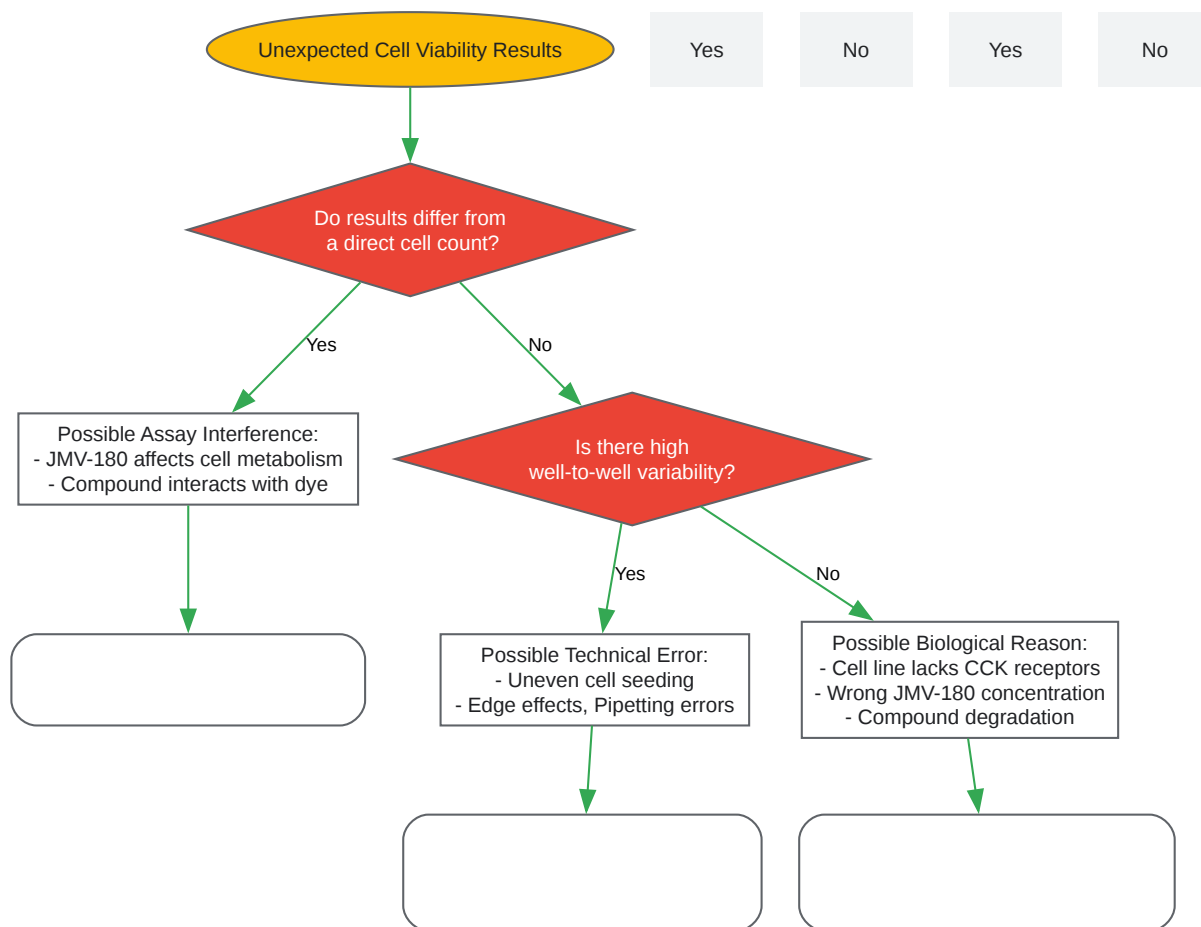 Unexpected Cell Viability Results
Yes
No
Yes
No
Do results differ from
a direct cell count?
Yes
No
Possible Assay Interference:
- JMV-180 affects cell metabolism
- Compound interacts with dye
Is there high
well-to-well variability?
Yes
No
Possible Technical Error:
- Uneven cell seeding
- Edge effects, Pipetting errors
Possible Biological Reason:
- Cell line lacks CCK receptors
- Wrong JMV-180 concentration
- Compound degradation